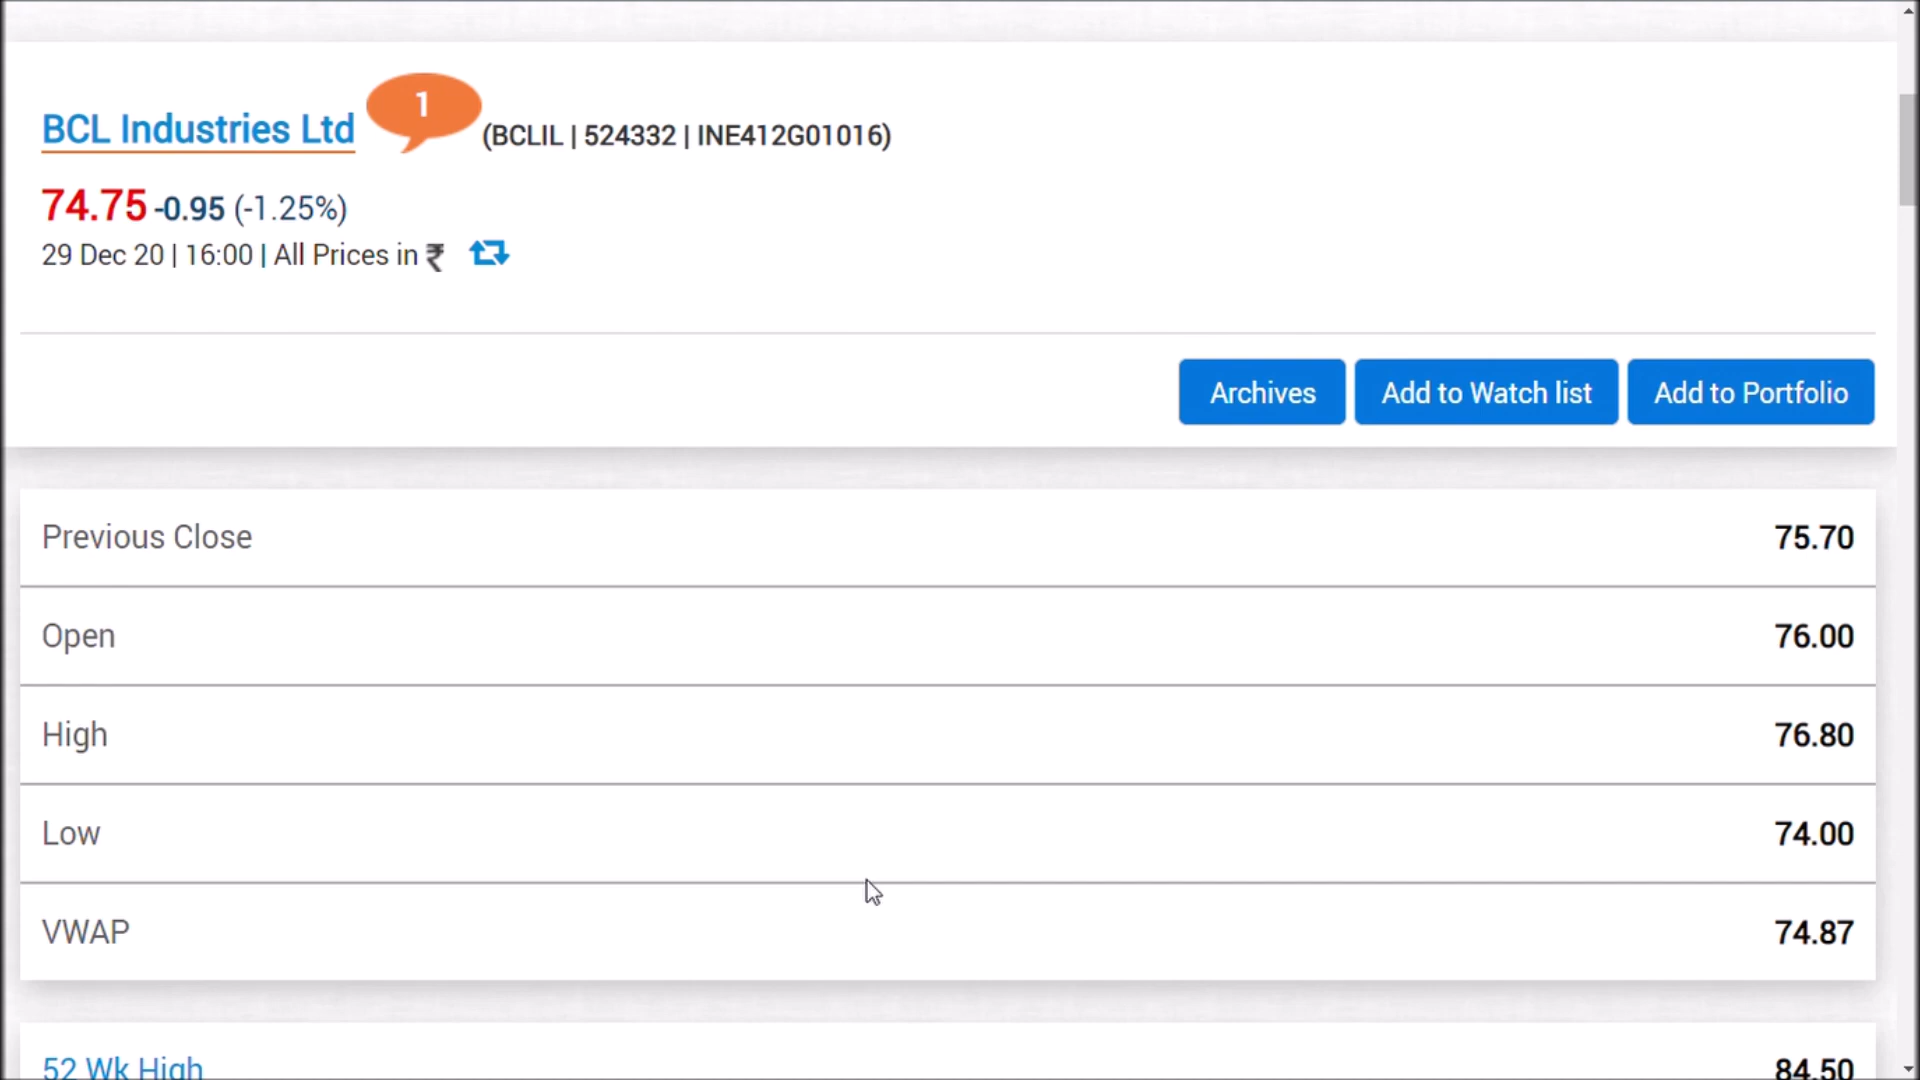 BCL Industries Ltd 1 (BCLIL | 524332 | INE412G01016)
74.75 -0.95 (-1.25%)
29 Dec 20 | 16:00 | All Prices in ₹
Archives Add to Watch list Add to Portfolio
Previous Close 75.70
Open 76.00
High 76.80
Low 74.00
VWAP 74.87
52 Wk High 84.50